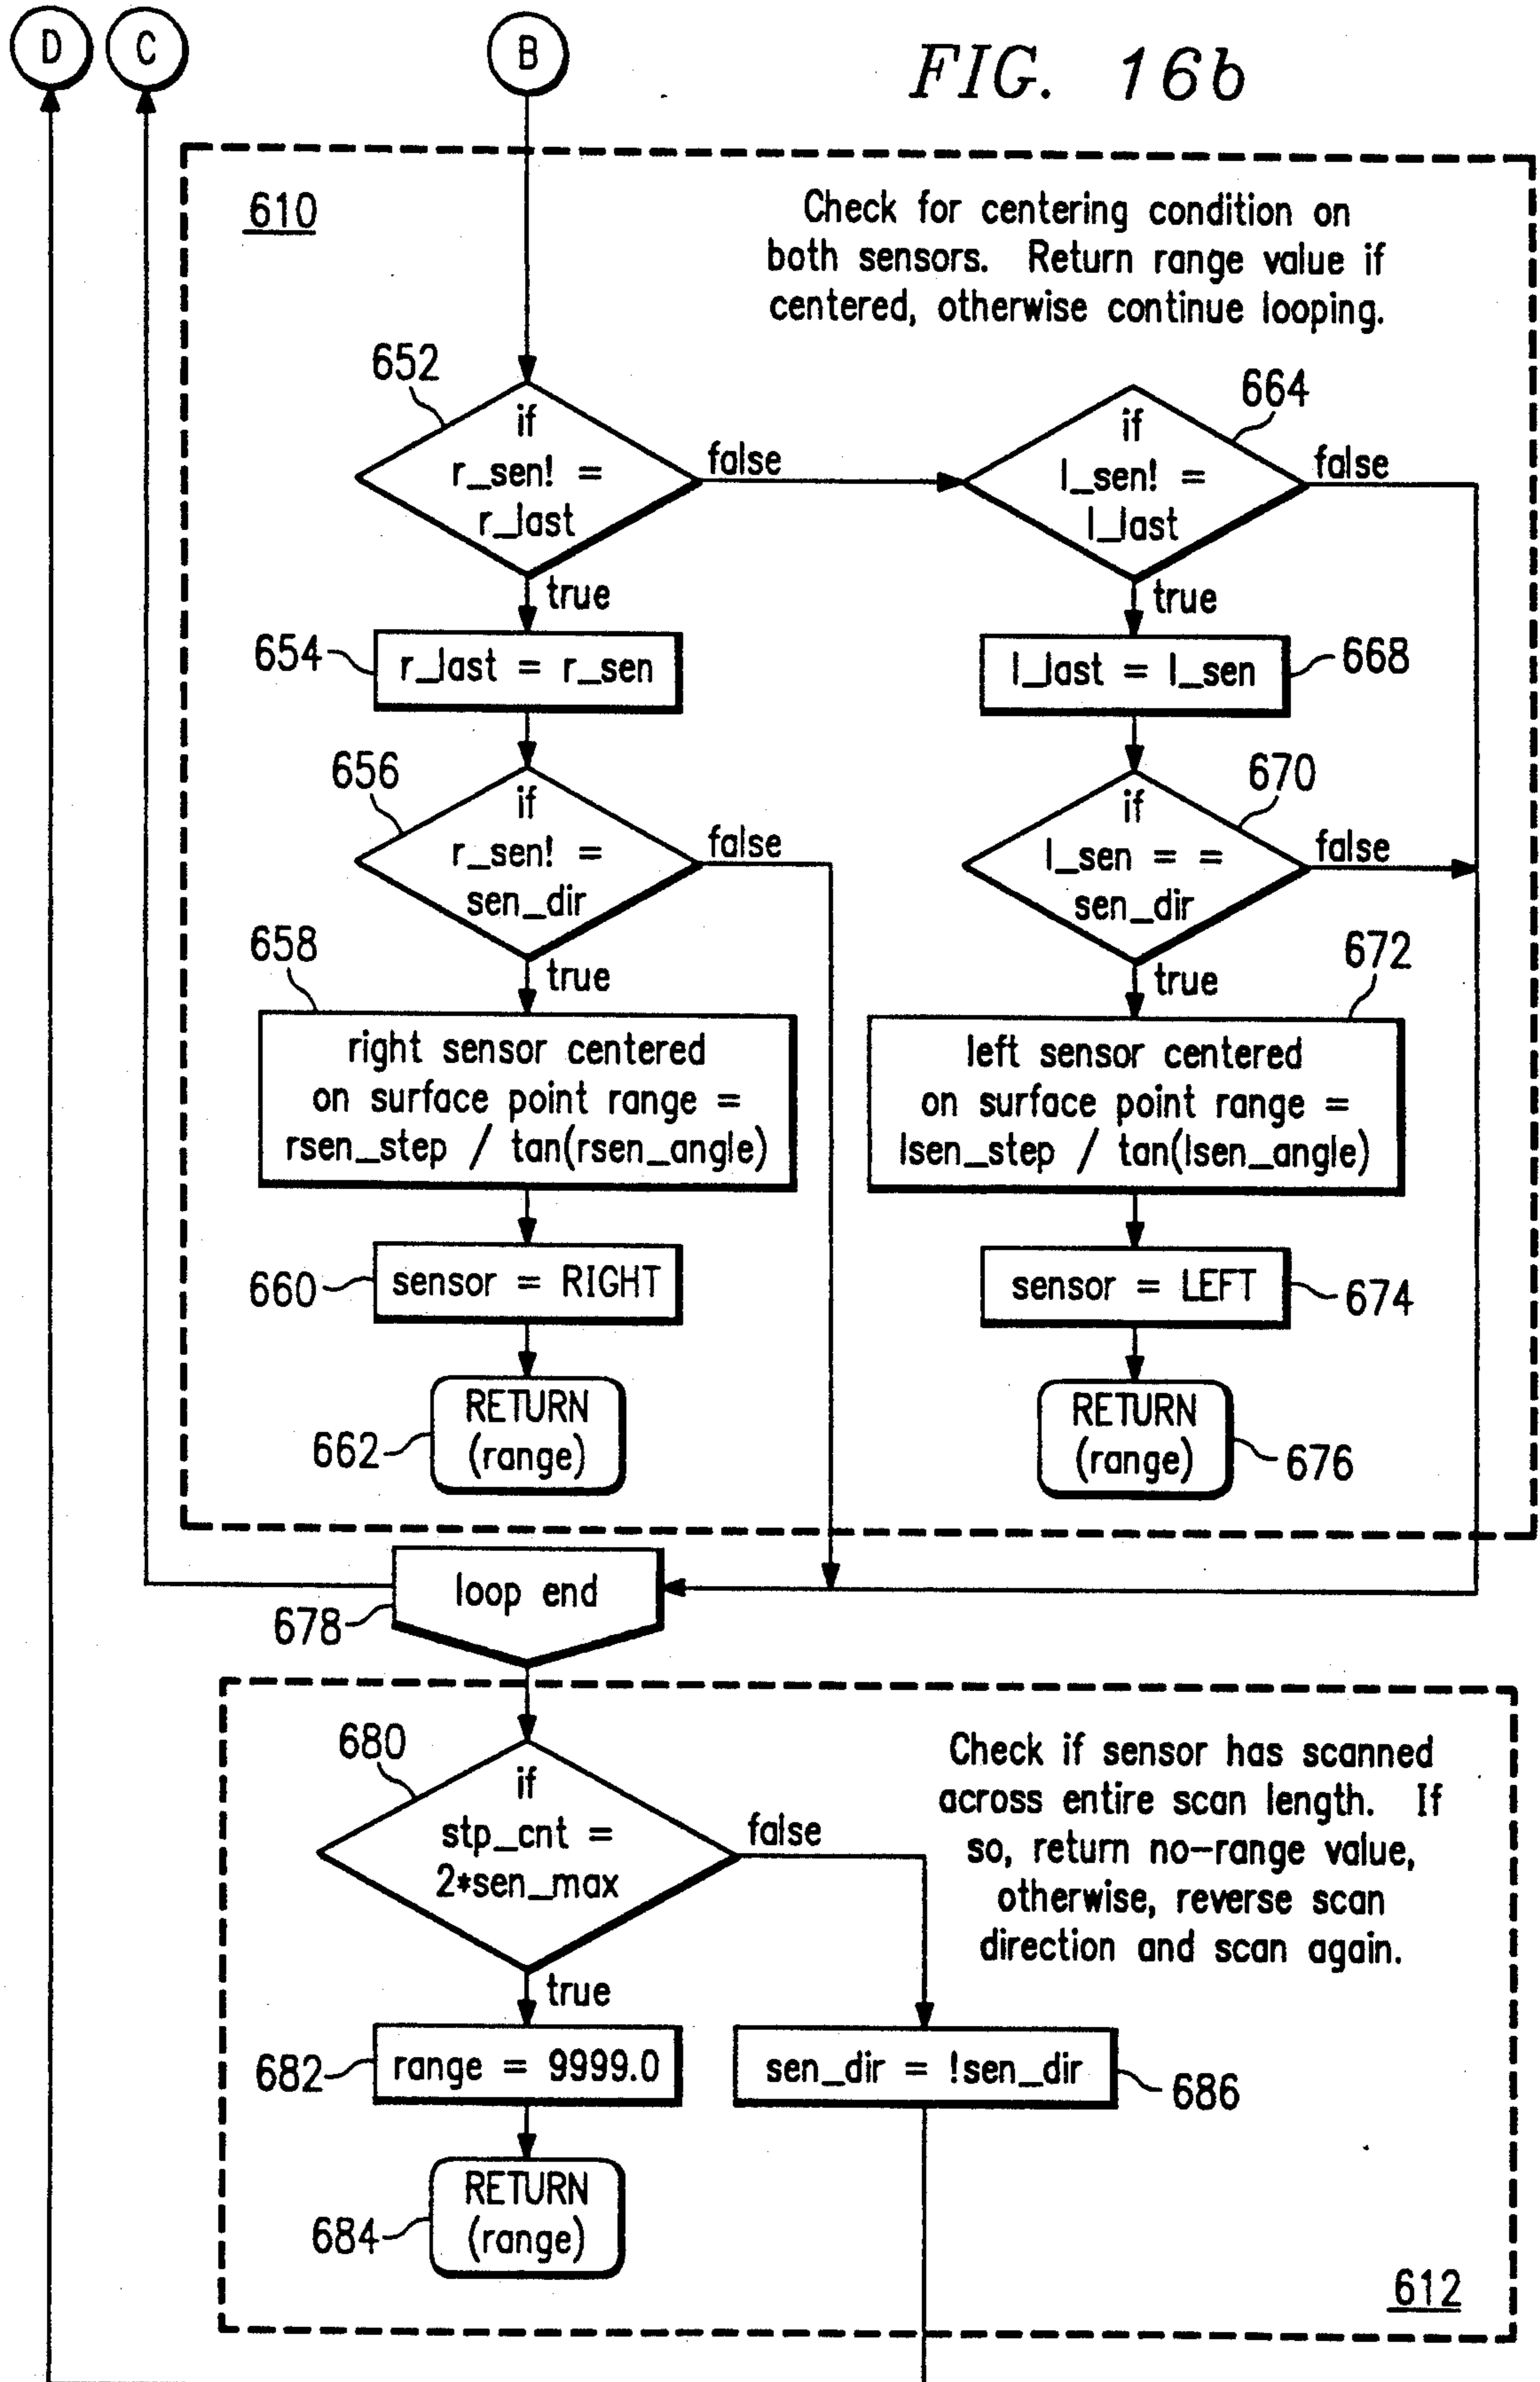 D
C
B
FIG. 16b
610
Check for centering condition on
both sensors. Return range value if
centered, otherwise continue looping.
652
if
r_sen! =
r_last
false
true
664
if
l_sen! =
l_last
false
true
654
r_last = r_sen
l_last = l_sen
668
656
if
r_sen! =
sen_dir
false
true
670
if
l_sen = =
sen_dir
false
true
658
right sensor centered
on surface point range =
rsen_step / tan(rsen_angle)
672
left sensor centered
on surface point range =
lsen_step / tan(lsen_angle)
660
sensor = RIGHT
sensor = LEFT
674
662
RETURN
(range)
RETURN
(range)
676
loop end
678
680
if
stp_cnt =
2*sen_max
false
true
Check if sensor has scanned
across entire scan length. If
so, return no-range value,
otherwise, reverse scan
direction and scan again.
682
range = 9999.0
sen_dir = !sen_dir
686
684
RETURN
(range)
612